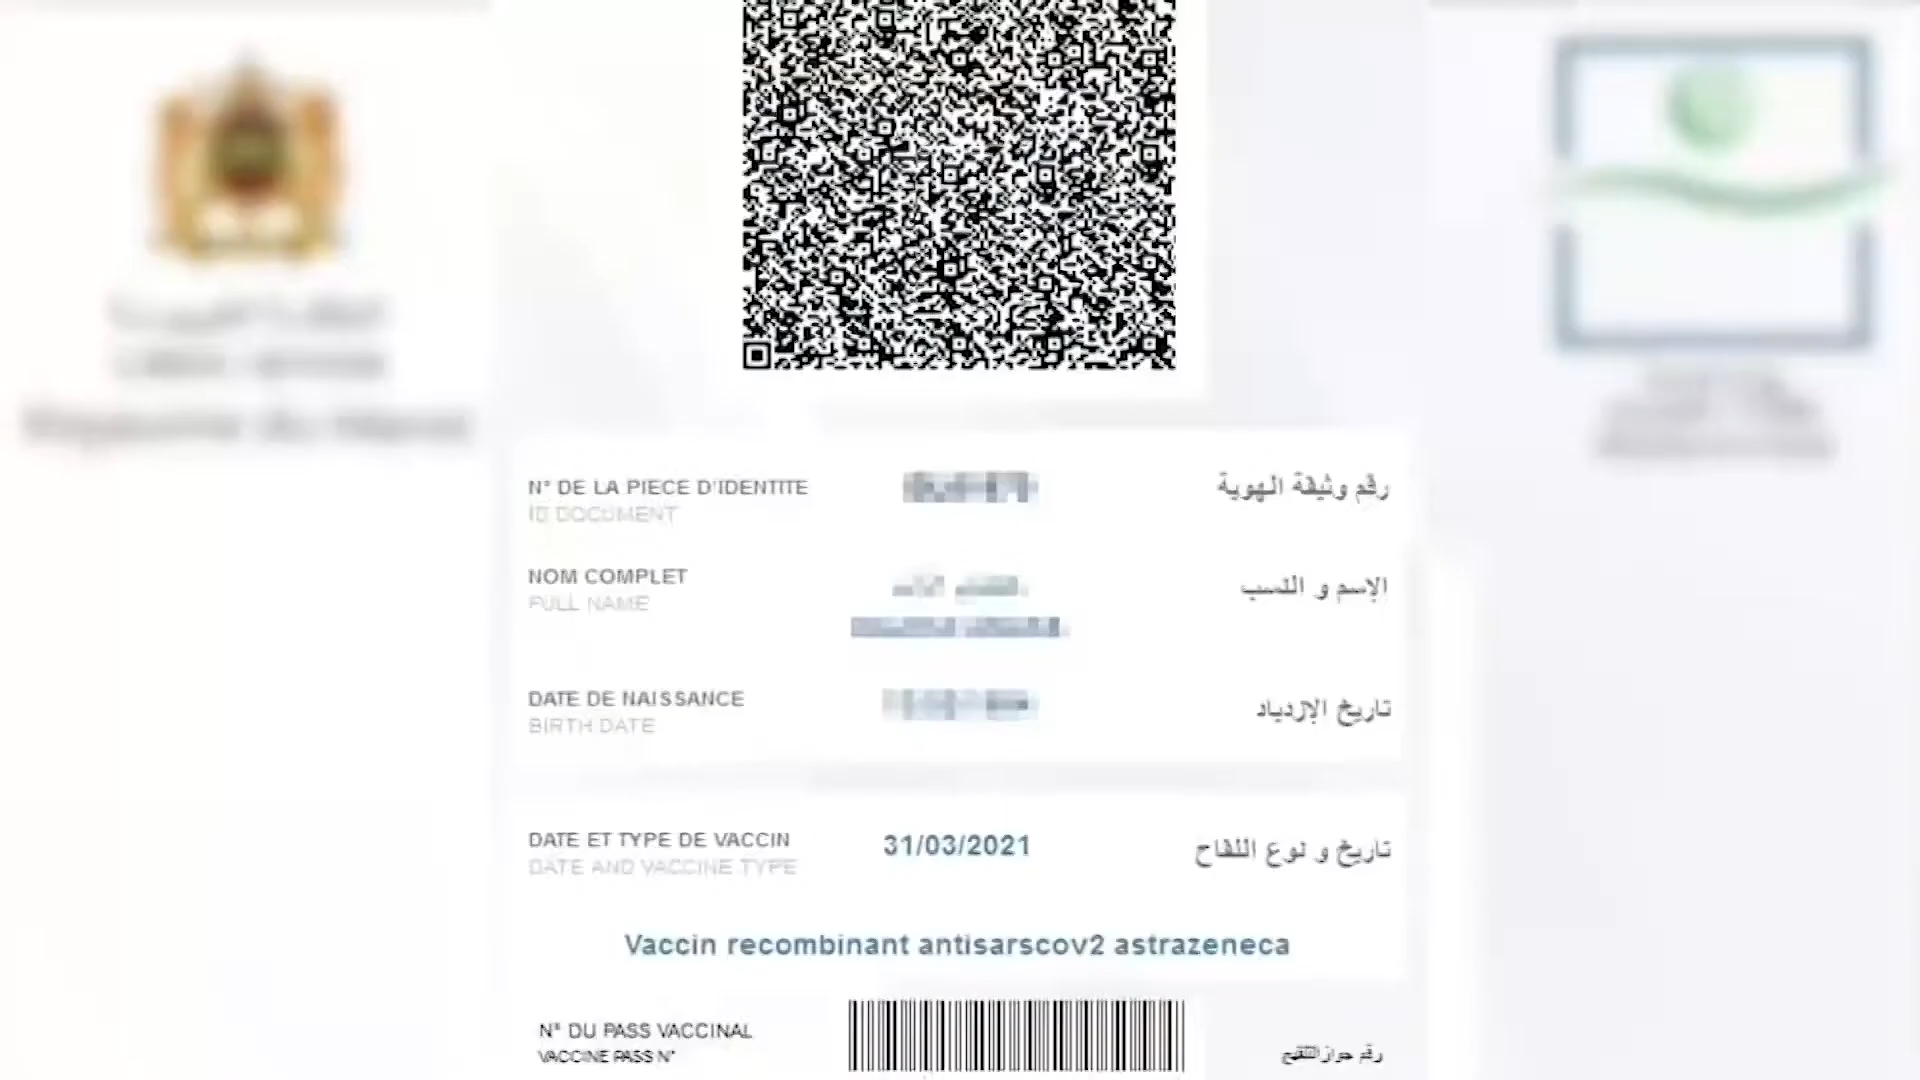 N° DE LA PIECE D'IDENTITE
رقم وثيقة الهوية
ID DOCUMENT
NOM COMPLET
الإسم و النسب
FULL NAME
DATE DE NAISSANCE
تاريخ الإزدياد
BIRTH DATE
DATE ET TYPE DE VACCIN
31/03/2021
تاريخ و نوع اللقاح
DATE AND VACCINE TYPE
Vaccin recombinant antisarscov2 astrazeneca
N° DU PASS VACCINAL
VACCINE PASS N°
رقم جواز التلقيح